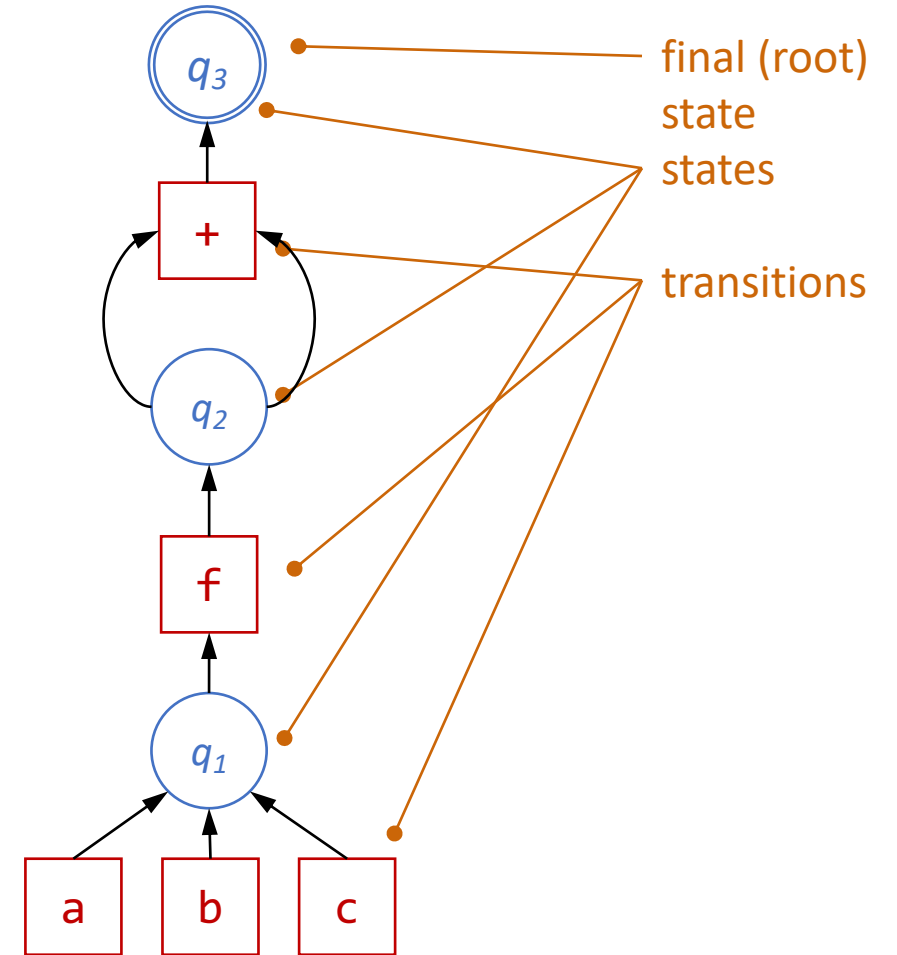 q3
final (root)
state
states
+
transitions
q2
f
q1
a b c